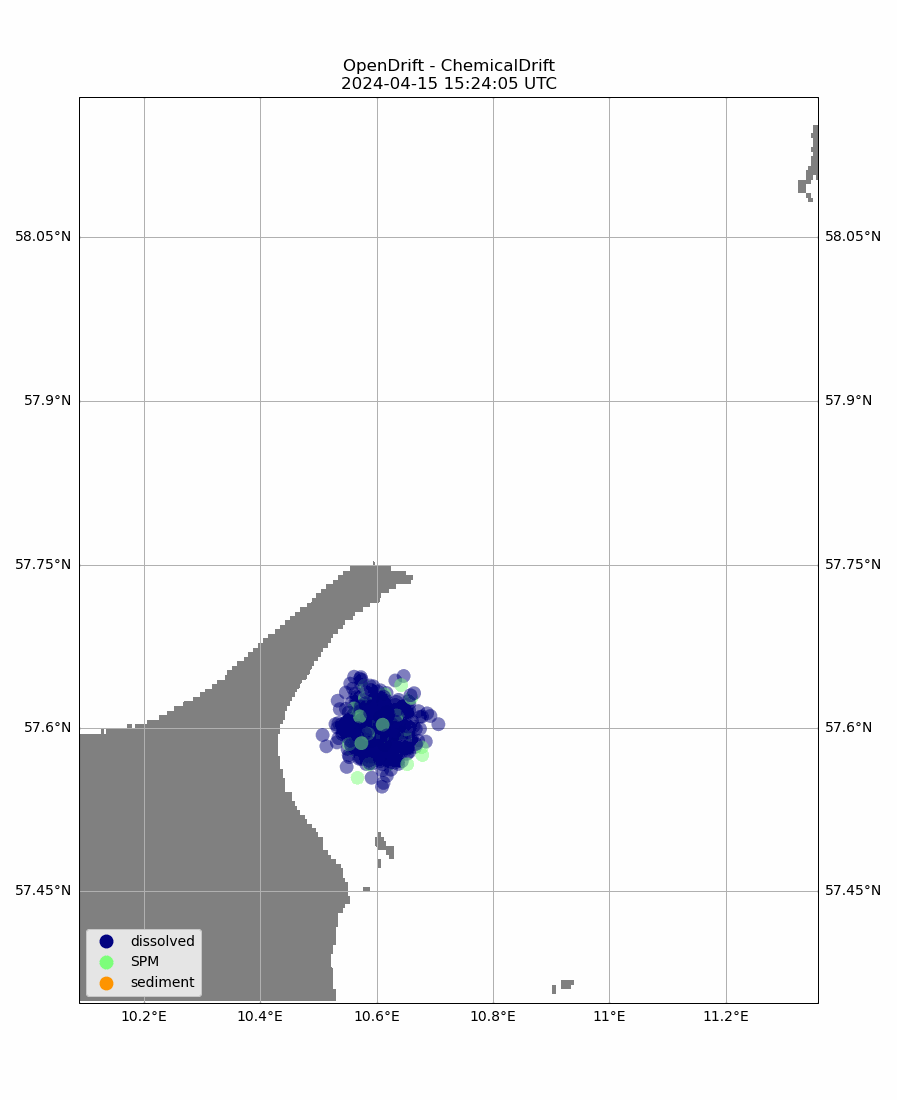 OpenDrift - ChemicalDrift
2024-04-15 15:24:05 UTC
58.05°N 58.05°N
57.9°N 57.9°N
57.75°N 57.75°N
57.6°N 57.6°N
57.45°N 57.45°N
dissolved
SPM
sediment
10.2°E 10.4°E 10.6°E 10.8°E 11°E 11.2°E